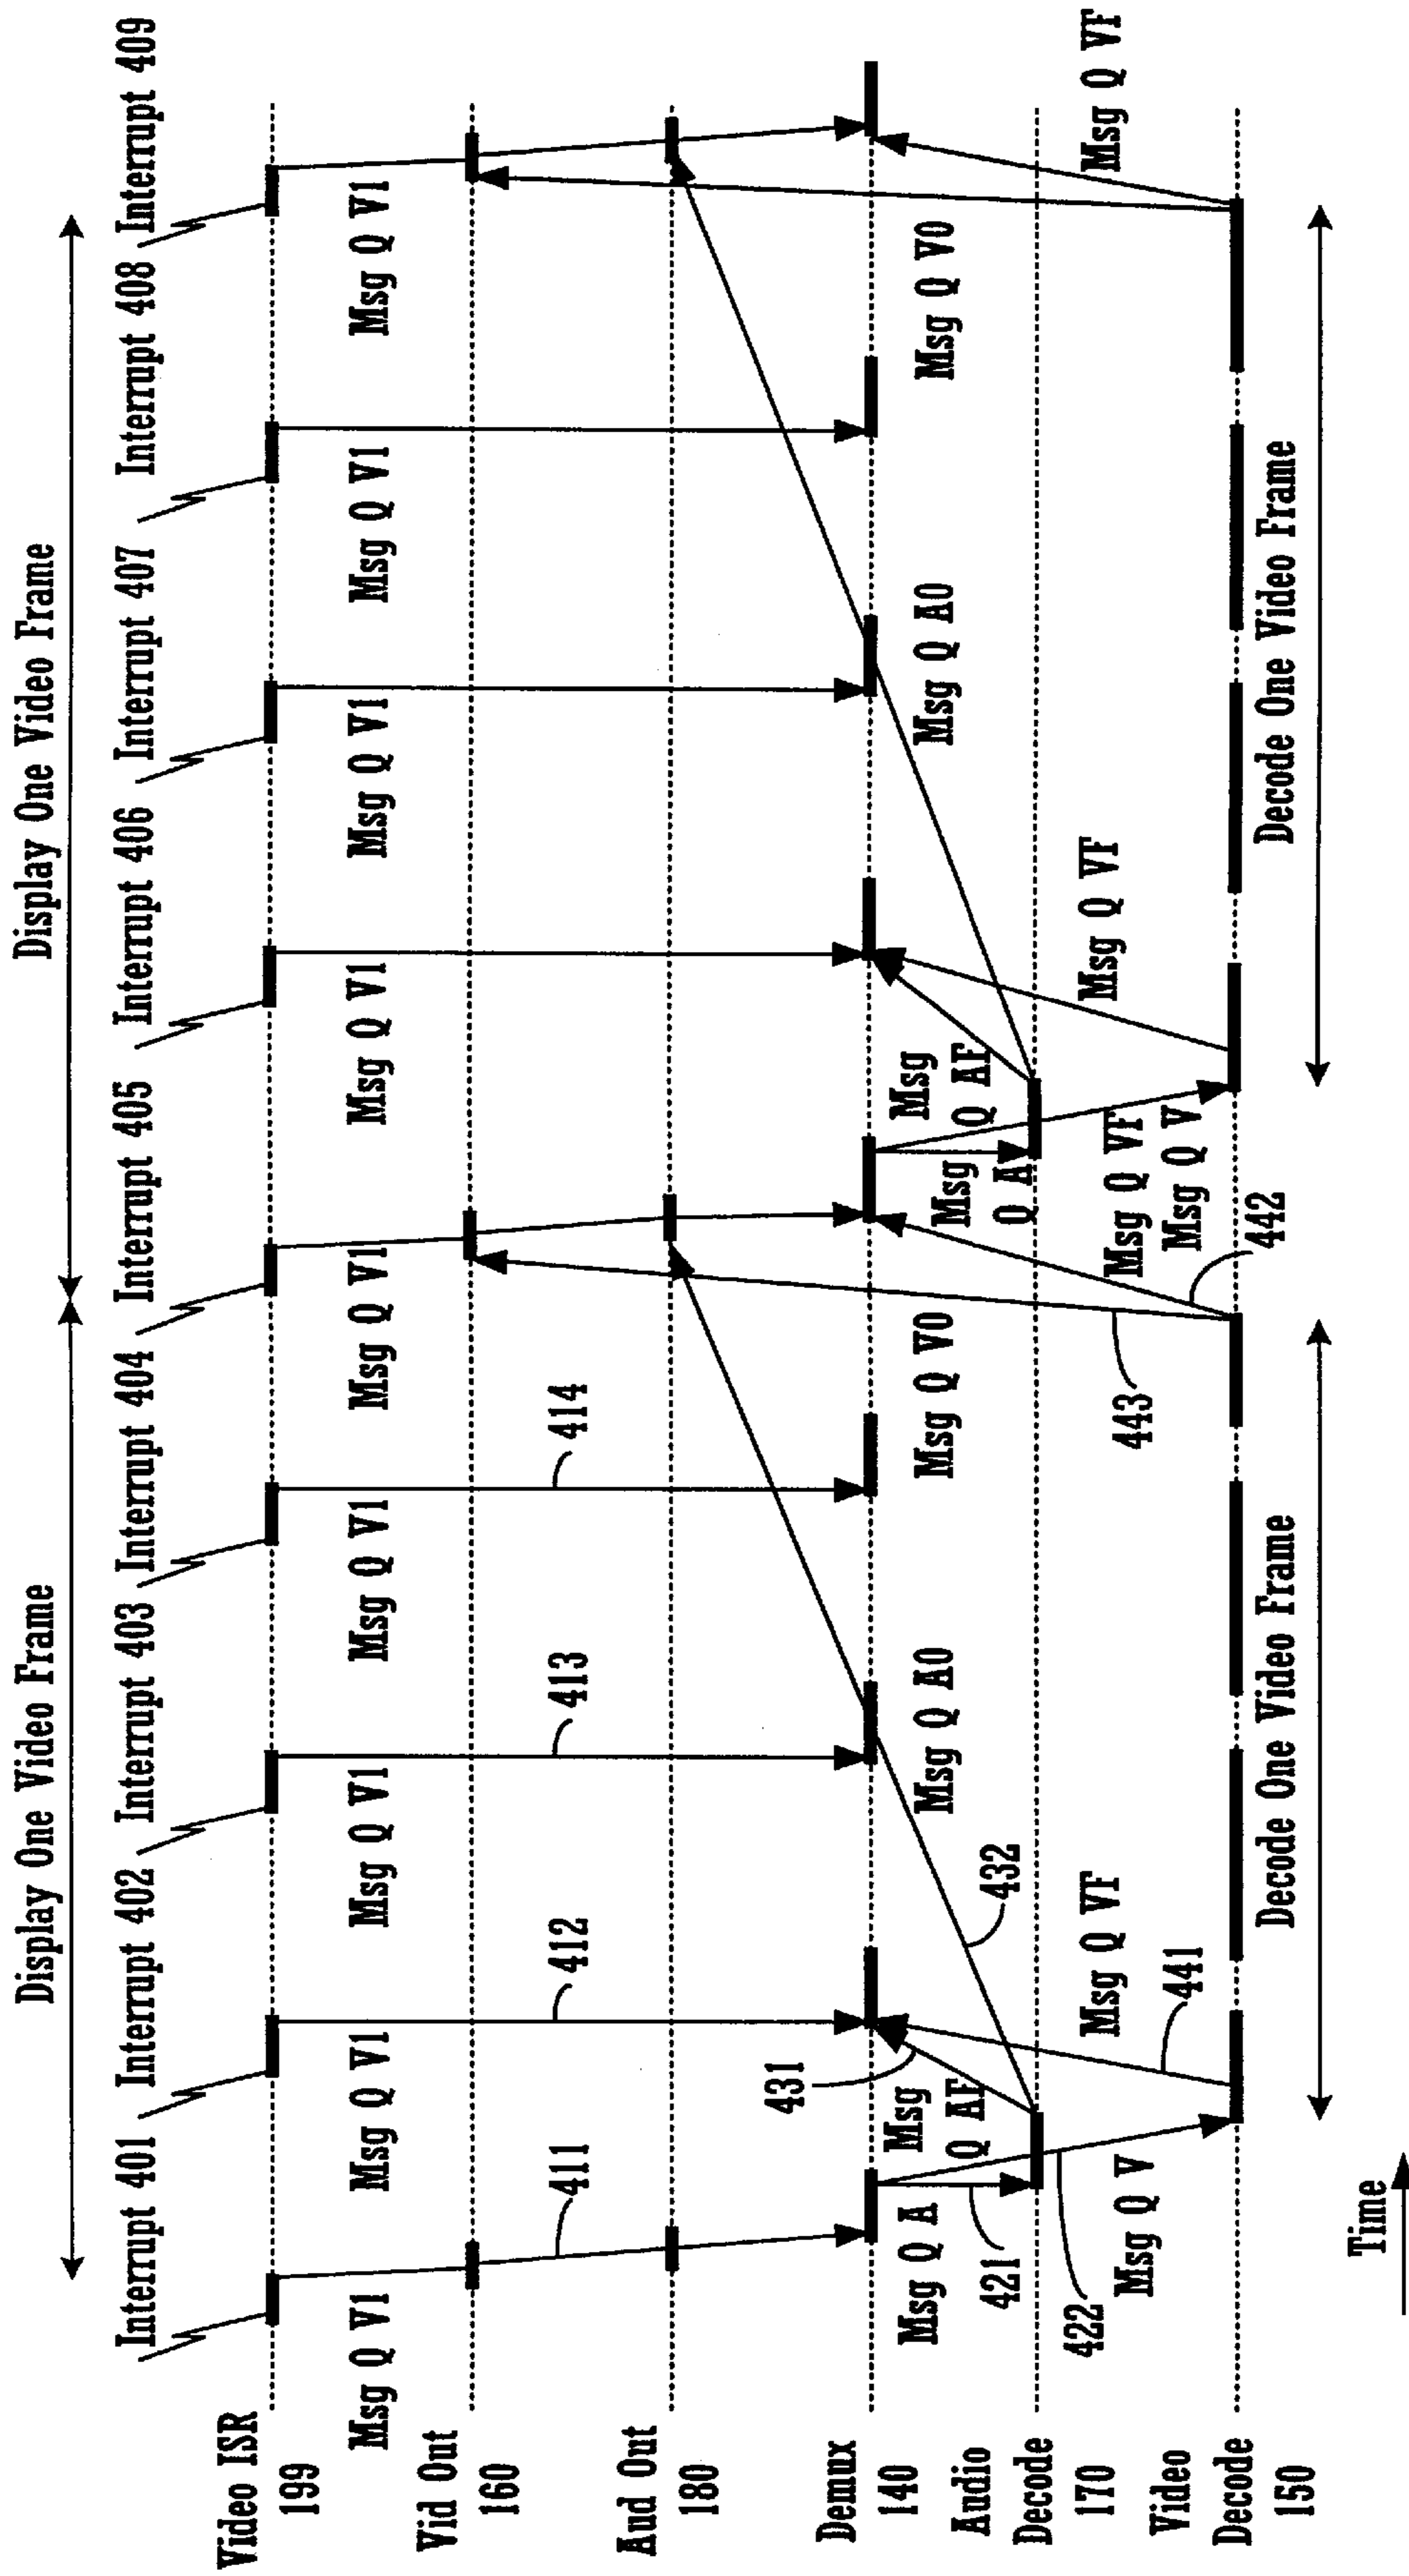 Display One Video Frame
Display One Video Frame
Interrupt 401
Interrupt 402
Interrupt 402
Interrupt 403
Interrupt 404
Interrupt 405
Interrupt 406
Interrupt 407
Interrupt 408
Interrupt 409
Video ISR
199
Msg Q V1
Msg Q V1
Msg Q V1
Msg Q V1
Msg Q V1
Msg Q V1
Msg Q V1
Msg Q V1
Msg Q V1
Vid Out
160
411
412
413
414
Aud Out
180
431
Demux
140
Msg Q A
Msg
Q AF
Msg Q A0
Msg Q V0
Msg
Q A
Msg
Q AF
Msg Q A0
Msg Q V0
421
432
Audio
Decode
170
422
Msg Q V
Msg Q VF
441
443
Msg Q VF
Msg Q V
442
Msg Q VF
Msg Q VF
Video
Decode
150
Decode One Video Frame
Decode One Video Frame
Time